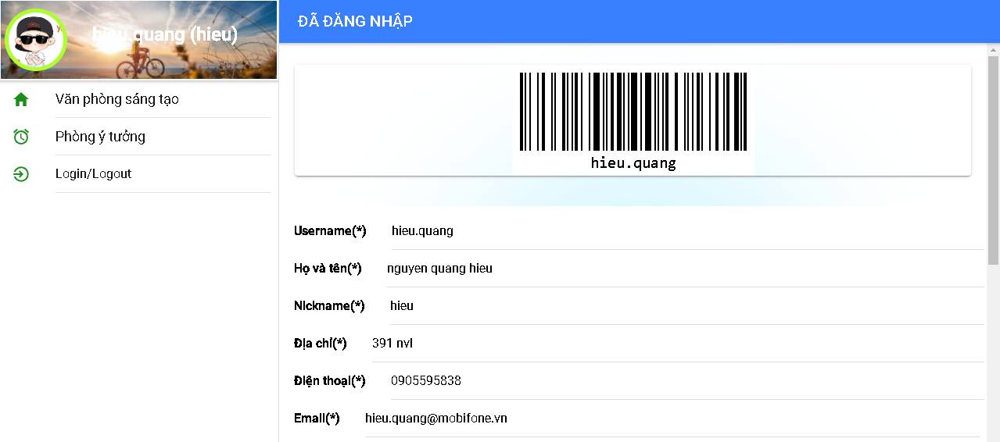 hieu.quang (hieu)
Văn phòng sáng tạo
Phòng ý tưởng
Login/Logout
ĐÃ ĐĂNG NHẬP
hieu.quang
Username(*) hieu.quang
Họ và tên(*) nguyen quang hieu
Nickname(*) hieu
Địa chỉ(*) 391 nvl
Điện thoại(*) 0905595838
Email(*) hieu.quang@mobifone.vn